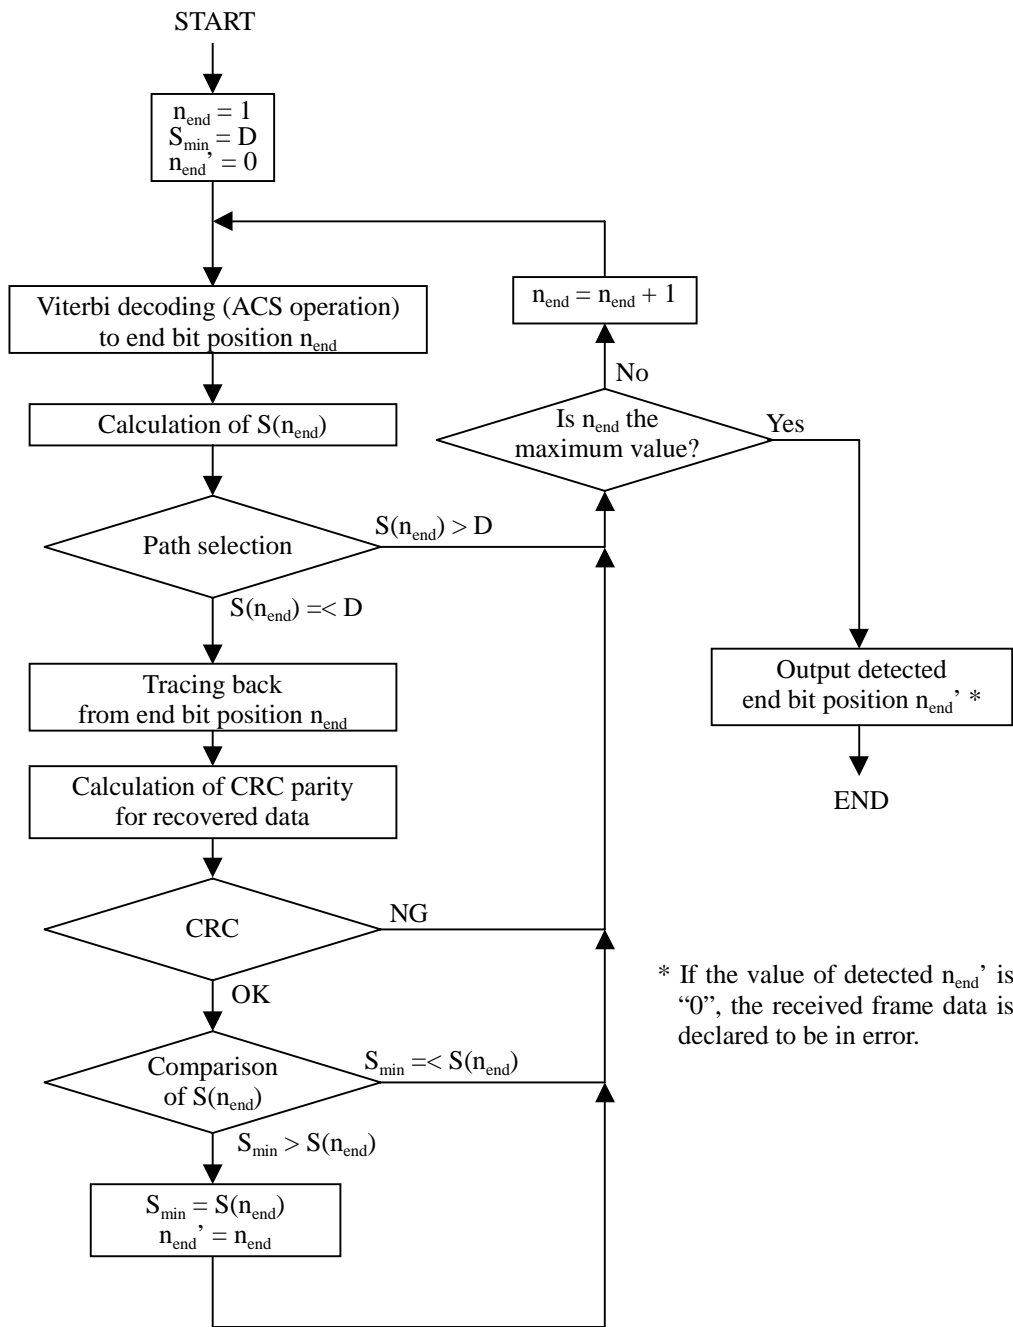 START
n_end = 1
S_min = D
n_end’ = 0
Viterbi decoding (ACS operation)
to end bit position n_end
n_end = n_end + 1
No
Calculation of S(n_end)
Is n_end the
maximum value?
Yes
Path selection
S(n_end) > D
S(n_end) =< D
Tracing back
from end bit position n_end
Output detected
end bit position n_end’ *
Calculation of CRC parity
for recovered data
END
CRC
NG
OK
* If the value of detected n_end’ is
“0”, the received frame data is
declared to be in error.
Comparison
of S(n_end)
S_min =< S(n_end)
S_min > S(n_end)
S_min = S(n_end)
n_end’ = n_end